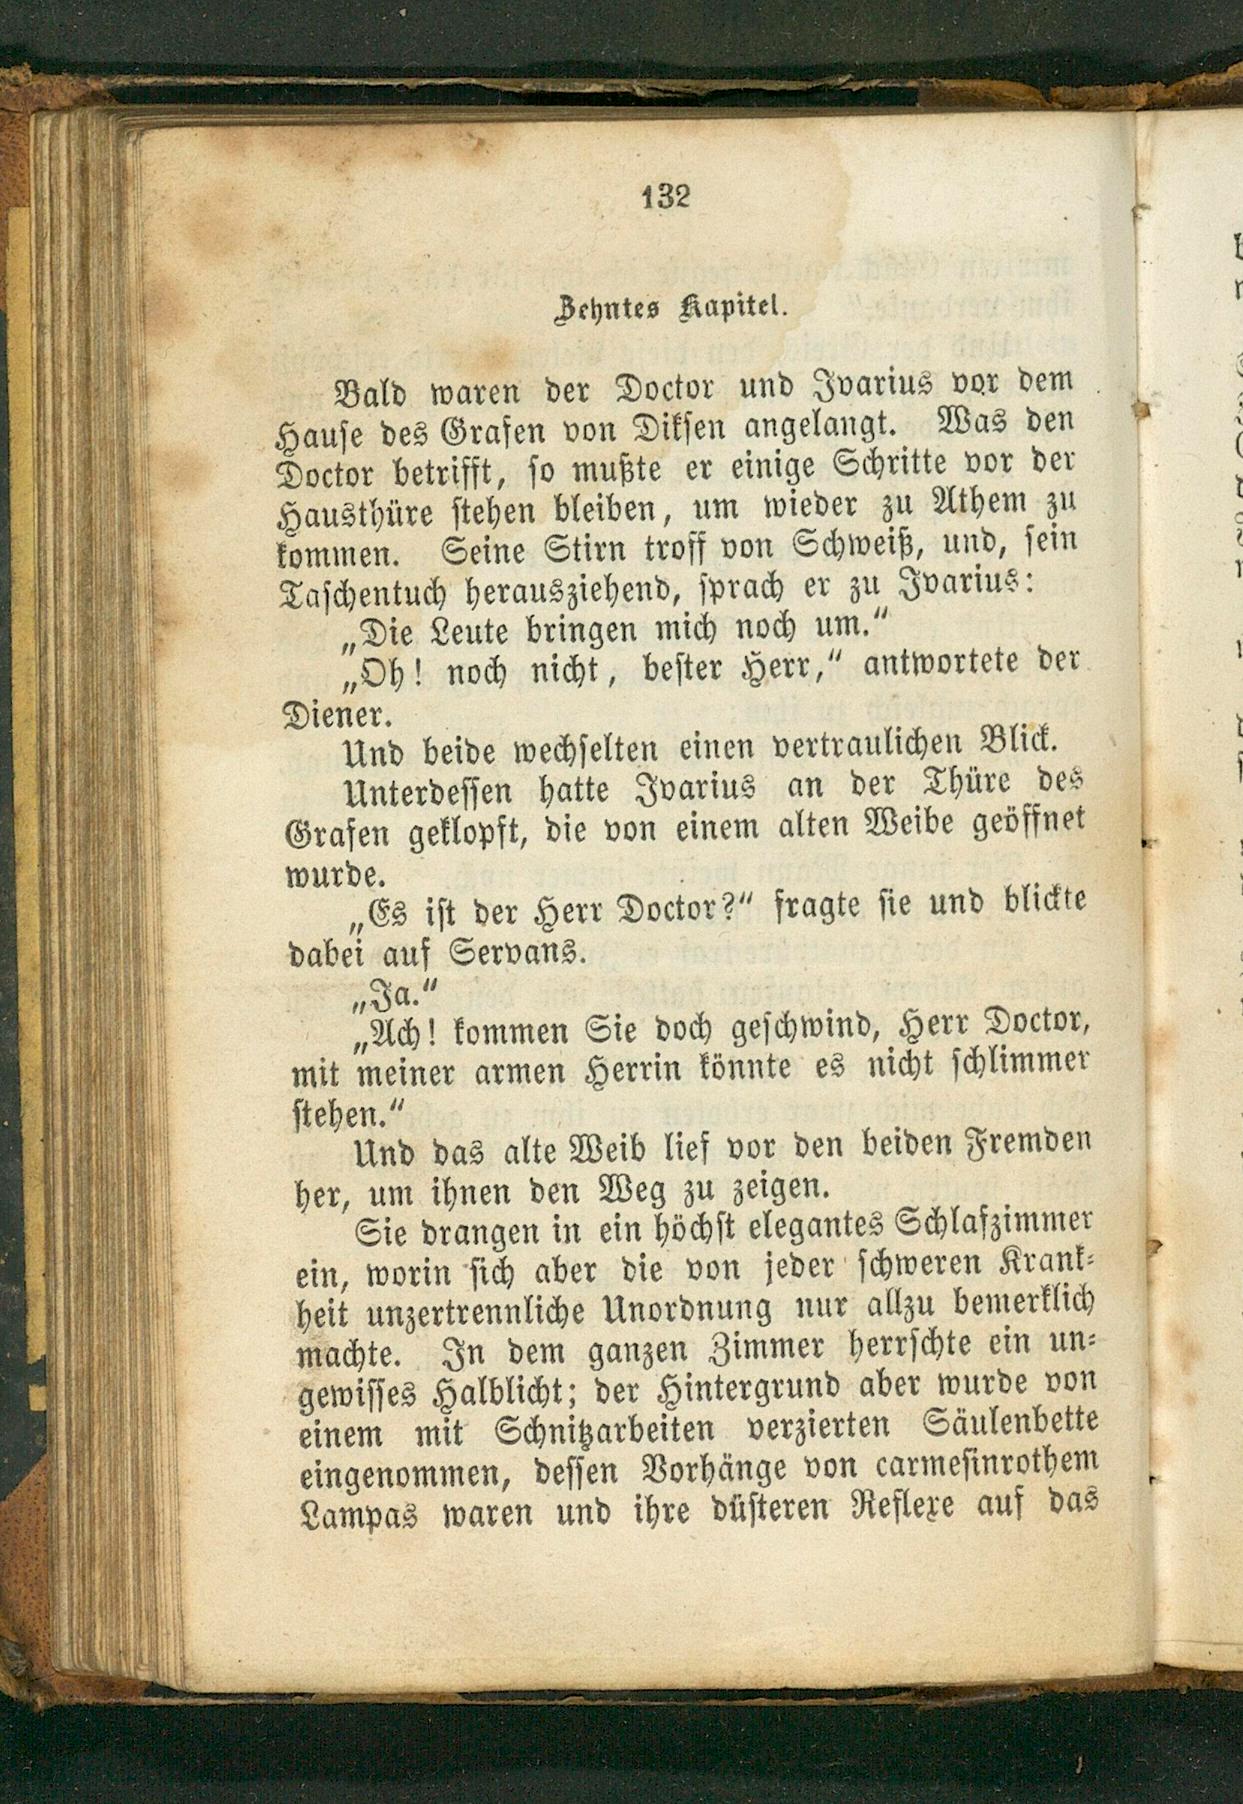 132
Zehntes Kapitel.
Bald waren der Doctor und Ivarius vor dem
Hause des Grafen von Diksen angelangt. Was den
Doctor betrifft, so mußte er einige Schritte vor der
Hausthüre stehen bleiben, um wieder zu Athem zu
kommen. Seine Stirn troff von Schweiß, und, sein
Taschentuch herausziehend, sprach er zu Ivarius:
„Die Leute bringen mich noch um.“
„Oh! noch nicht, bester Herr,“ antwortete der
Diener.
Und beide wechselten einen vertraulichen Blick.
Unterdessen hatte Ivarius an der Thüre des
Grafen geklopft, die von einem alten Weibe geöffnet
wurde.
„Es ist der Herr Doctor?“ fragte sie und blickte
dabei auf Servans.
„Ja.“
„Ach! kommen Sie doch geschwind, Herr Doctor,
mit meiner armen Herrin könnte es nicht schlimmer
stehen.“
Und das alte Weib lief vor den beiden Fremden
her, um ihnen den Weg zu zeigen.
Sie drangen in ein höchst elegantes Schlafzimmer
ein, worin sich aber die von jeder schweren Krank-
heit unzertrennliche Unordnung nur allzu bemerklich
machte. In dem ganzen Zimmer herrschte ein un-
gewisses Halblicht; der Hintergrund aber wurde von
einem mit Schnitzarbeiten verzierten Säulenbette
eingenommen, dessen Vorhänge von carmesinrothem
Lampas waren und ihre düsteren Reflexe auf das